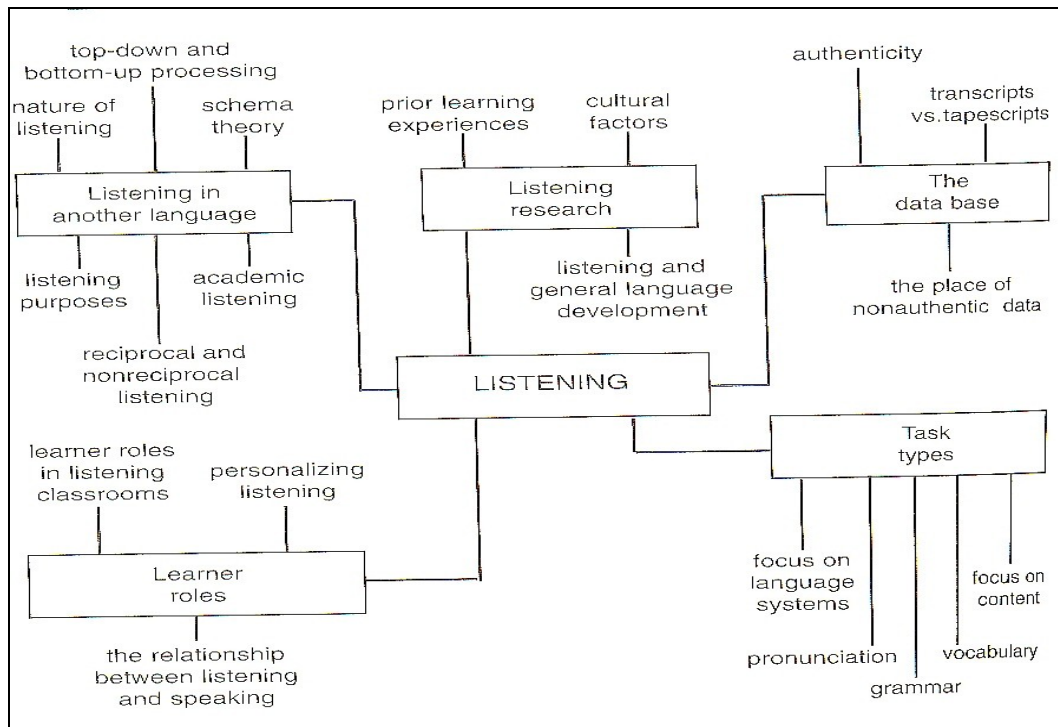 top-down and
bottom-up processing
nature of
listening
schema
theory
Listening in
another language
listening
purposes
academic
listening
reciprocal and
nonreciprocal
listening
prior learning
experiences
cultural
factors
Listening
research
listening and
general language
development
authenticity
transcripts
vs.tapescripts
The
data base
the place of
nonauthentic data
LISTENING
learner roles
in listening
classrooms
personalizing
listening
Learner
roles
the relationship
between listening
and speaking
Task
types
focus on
language
systems
pronunciation
grammar
vocabulary
focus on
content